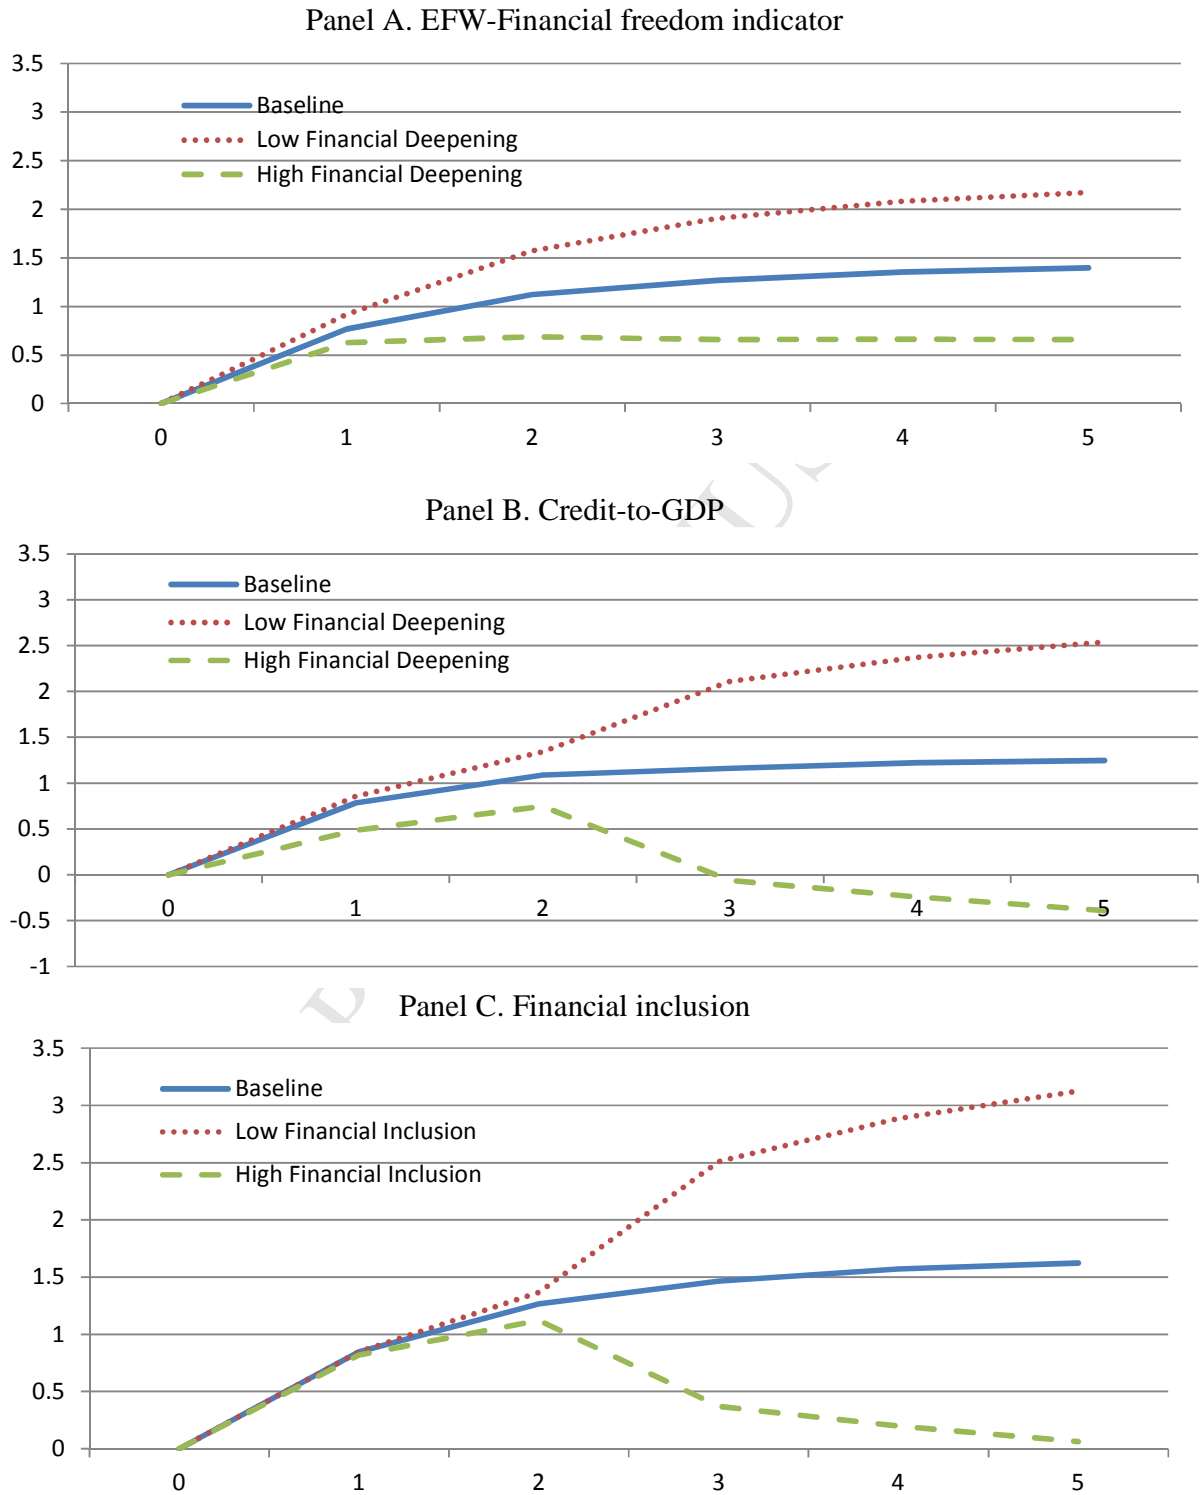 Panel A. EFW-Financial freedom indicator
3.5
3
2.5
2
1.5
1
0.5
0
Baseline
Low Financial Deepening
High Financial Deepening
0 1 2 3 4 5
Panel B. Credit-to-GDP
3.5
3
2.5
2
1.5
1
0.5
0
-0.5
-1
Baseline
Low Financial Deepening
High Financial Deepening
0 1 2 3 4 5
Panel C. Financial inclusion
3.5
3
2.5
2
1.5
1
0.5
0
Baseline
Low Financial Inclusion
High Financial Inclusion
0 1 2 3 4 5